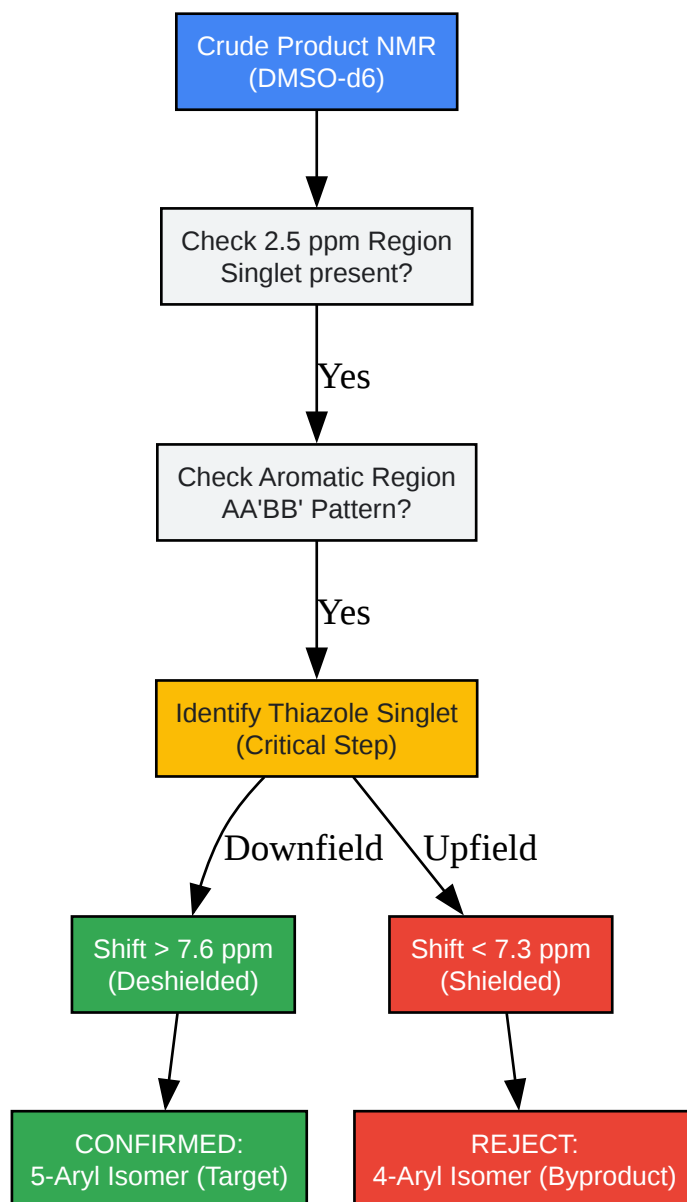 Crude Product NMR
(DMSO-d6)
Check 2.5 ppm Region
Singlet present?
Yes
Check Aromatic Region
AA'BB' Pattern?
Yes
Identify Thiazole Singlet
(Critical Step)
Downfield
Upfield
Shift > 7.6 ppm
(Deshielded)
Shift < 7.3 ppm
(Shielded)
CONFIRMED:
5-Aryl Isomer (Target)
REJECT:
4-Aryl Isomer (Byproduct)